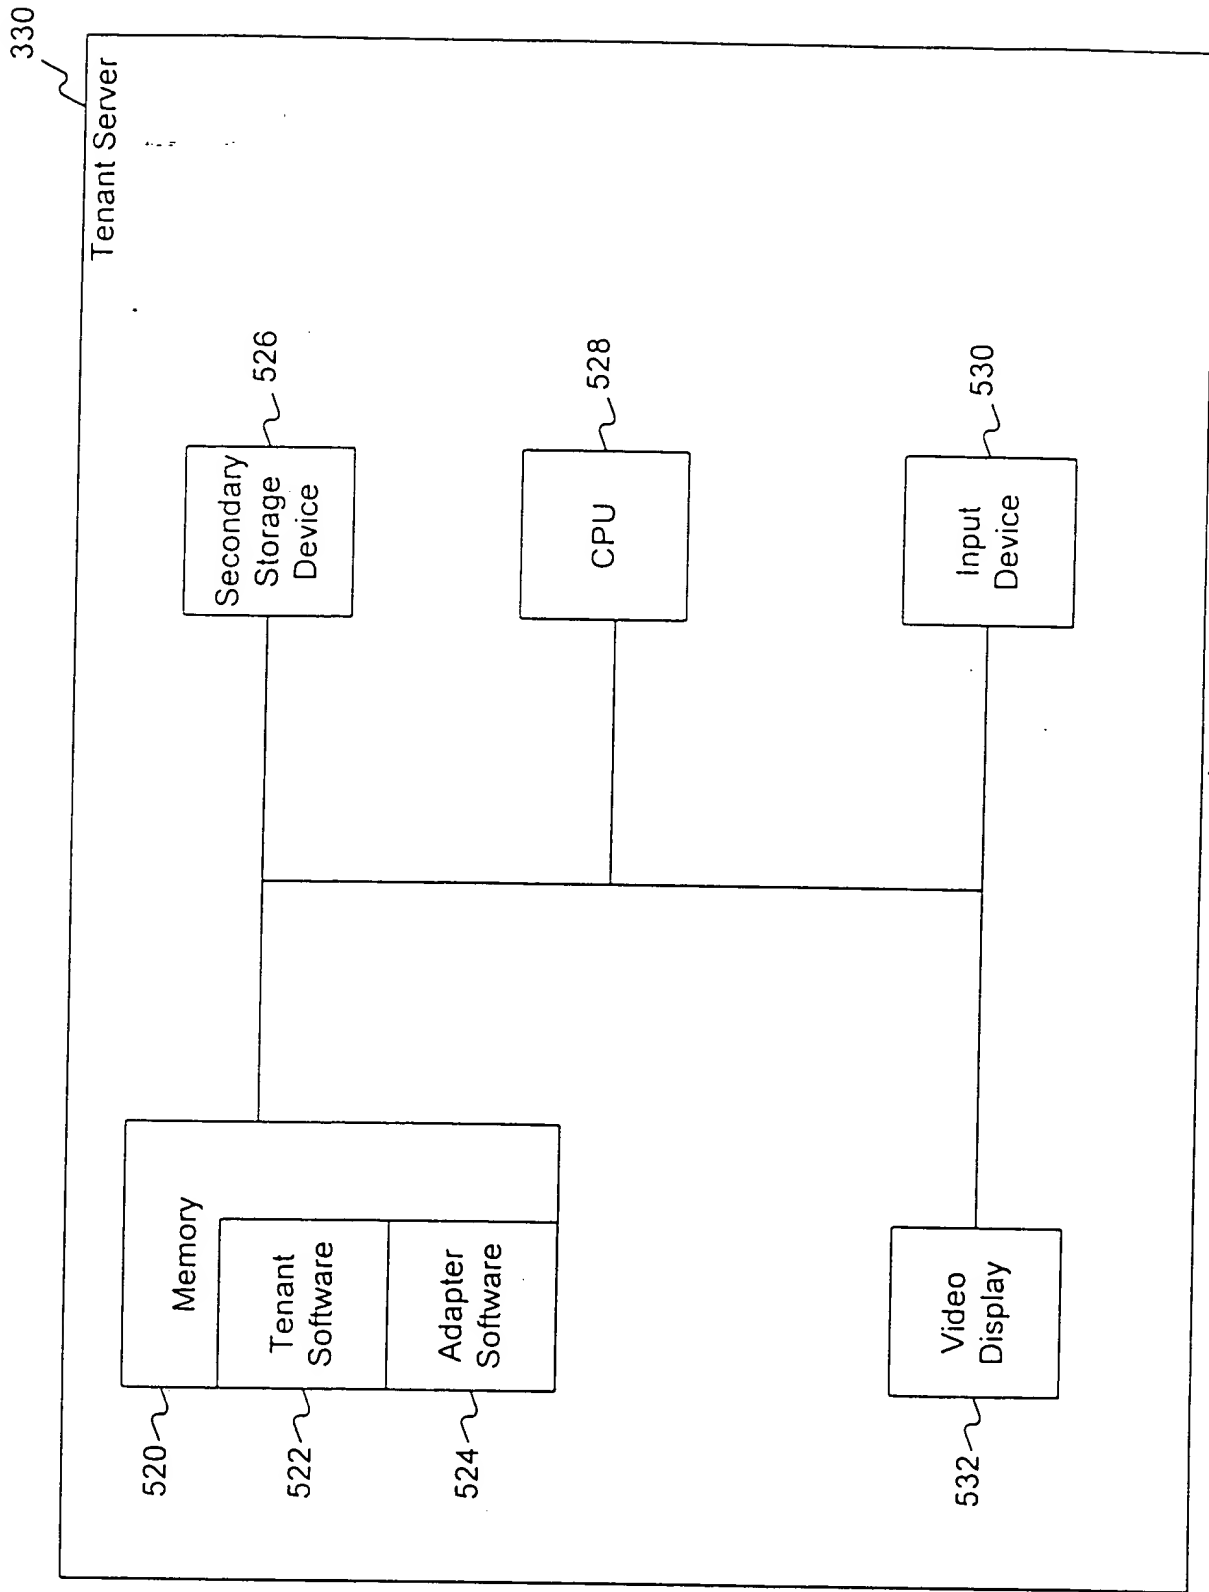 330
Tenant Server
520
Memory
522
Tenant
Software
524
Adapter
Software
Secondary
Storage
Device
526
CPU
528
532
Video
Display
Input
Device
530